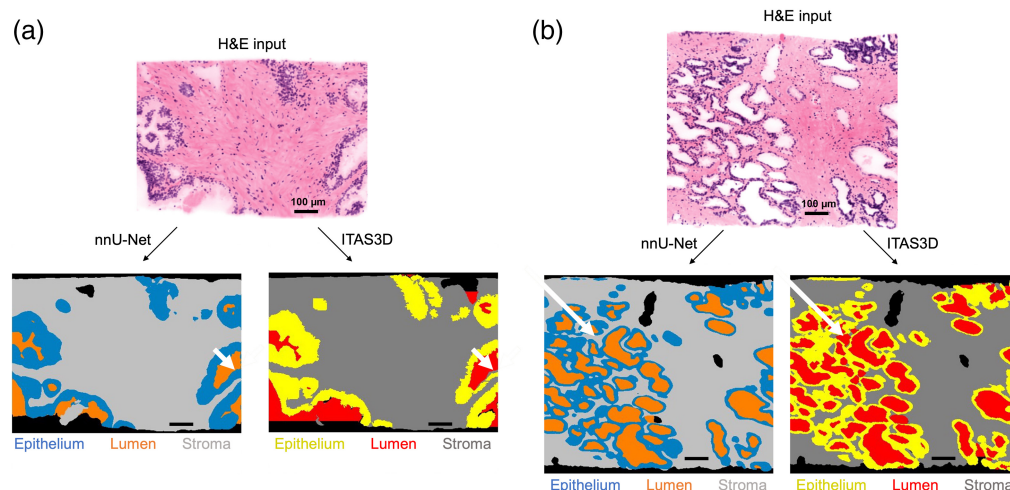 (a)
H&E input
100 µm
nnU-Net
ITAS3D
Epithelium Lumen Stroma
Epithelium Lumen Stroma
(b)
H&E input
100 µm
nnU-Net
ITAS3D
Epithelium Lumen Stroma
Epithelium Lumen Stroma